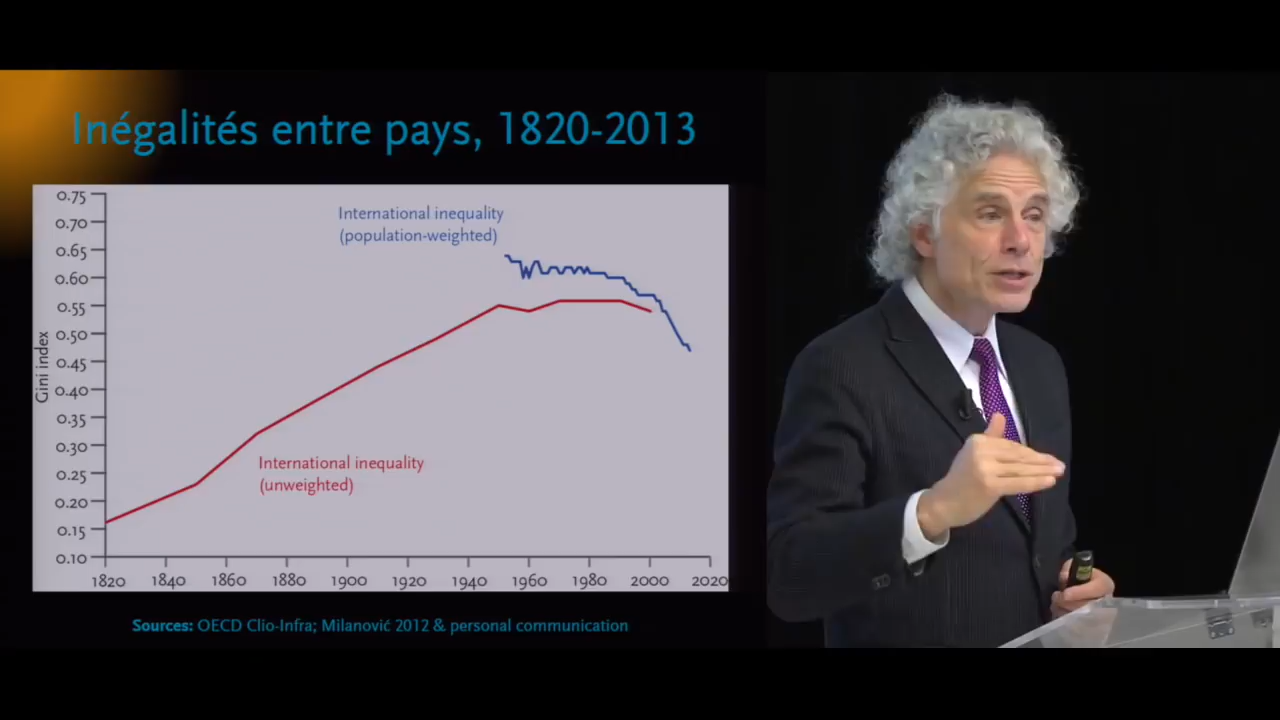 Inégalités entre pays, 1820-2013
0.75
0.70
0.65
0.60
0.55
0.50
0.45
0.40
0.35
0.30
0.25
0.20
0.15
0.10
Gini index
International inequality
(population-weighted)
International inequality
(unweighted)
1820 1840 1860 1880 1900 1920 1940 1960 1980 2000 2020
Sources: OECD Clio-Infra; Milanović 2012 & personal communication